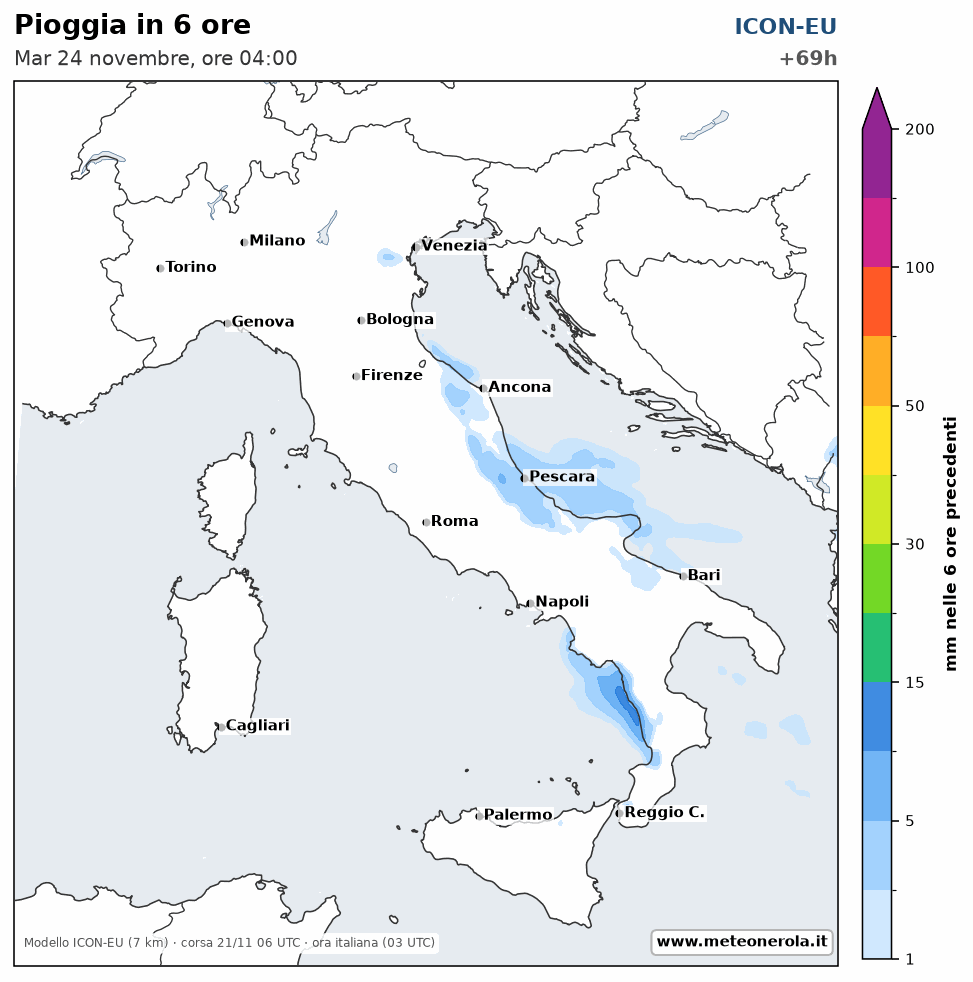 Pioggia in 6 ore
ICON-EU
Mar 24 novembre, ore 04:00
+69h
200
Venezia
Milano
Torino
100
Bologna
Genova
Firenze
Ancona
50
Pescara
Roma
30
Bari
Napoli
mm nelle 6 ore precedenti
15
Cagliari
Reggio C.
Palermo
5
Modello ICON-EU (7 km) · corsa 21/11 06 UTC · ora italiana (03 UTC)
www.meteonerola.it
1